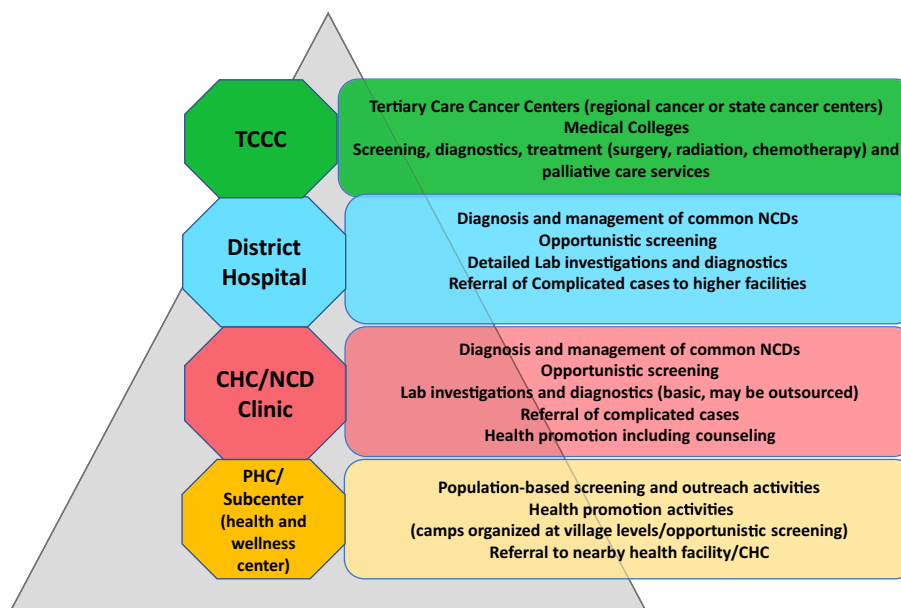 TCCC
Tertiary Care Cancer Centers (regional cancer or state cancer centers)
Medical Colleges
Screening, diagnostics, treatment (surgery, radiation, chemotherapy) and
palliative care services
District
Hospital
Diagnosis and management of common NCDs
Opportunistic screening
Detailed Lab investigations and diagnostics
Referral of Complicated cases to higher facilities
CHC/NCD
Clinic
Diagnosis and management of common NCDs
Opportunistic screening
Lab investigations and diagnostics (basic, may be outsourced)
Referral of complicated cases
Health promotion including counseling
PHC/
Subcenter
(health and
wellness
center)
Population-based screening and outreach activities
Health promotion activities
(camps organized at village levels/opportunistic screening)
Referral to nearby health facility/CHC